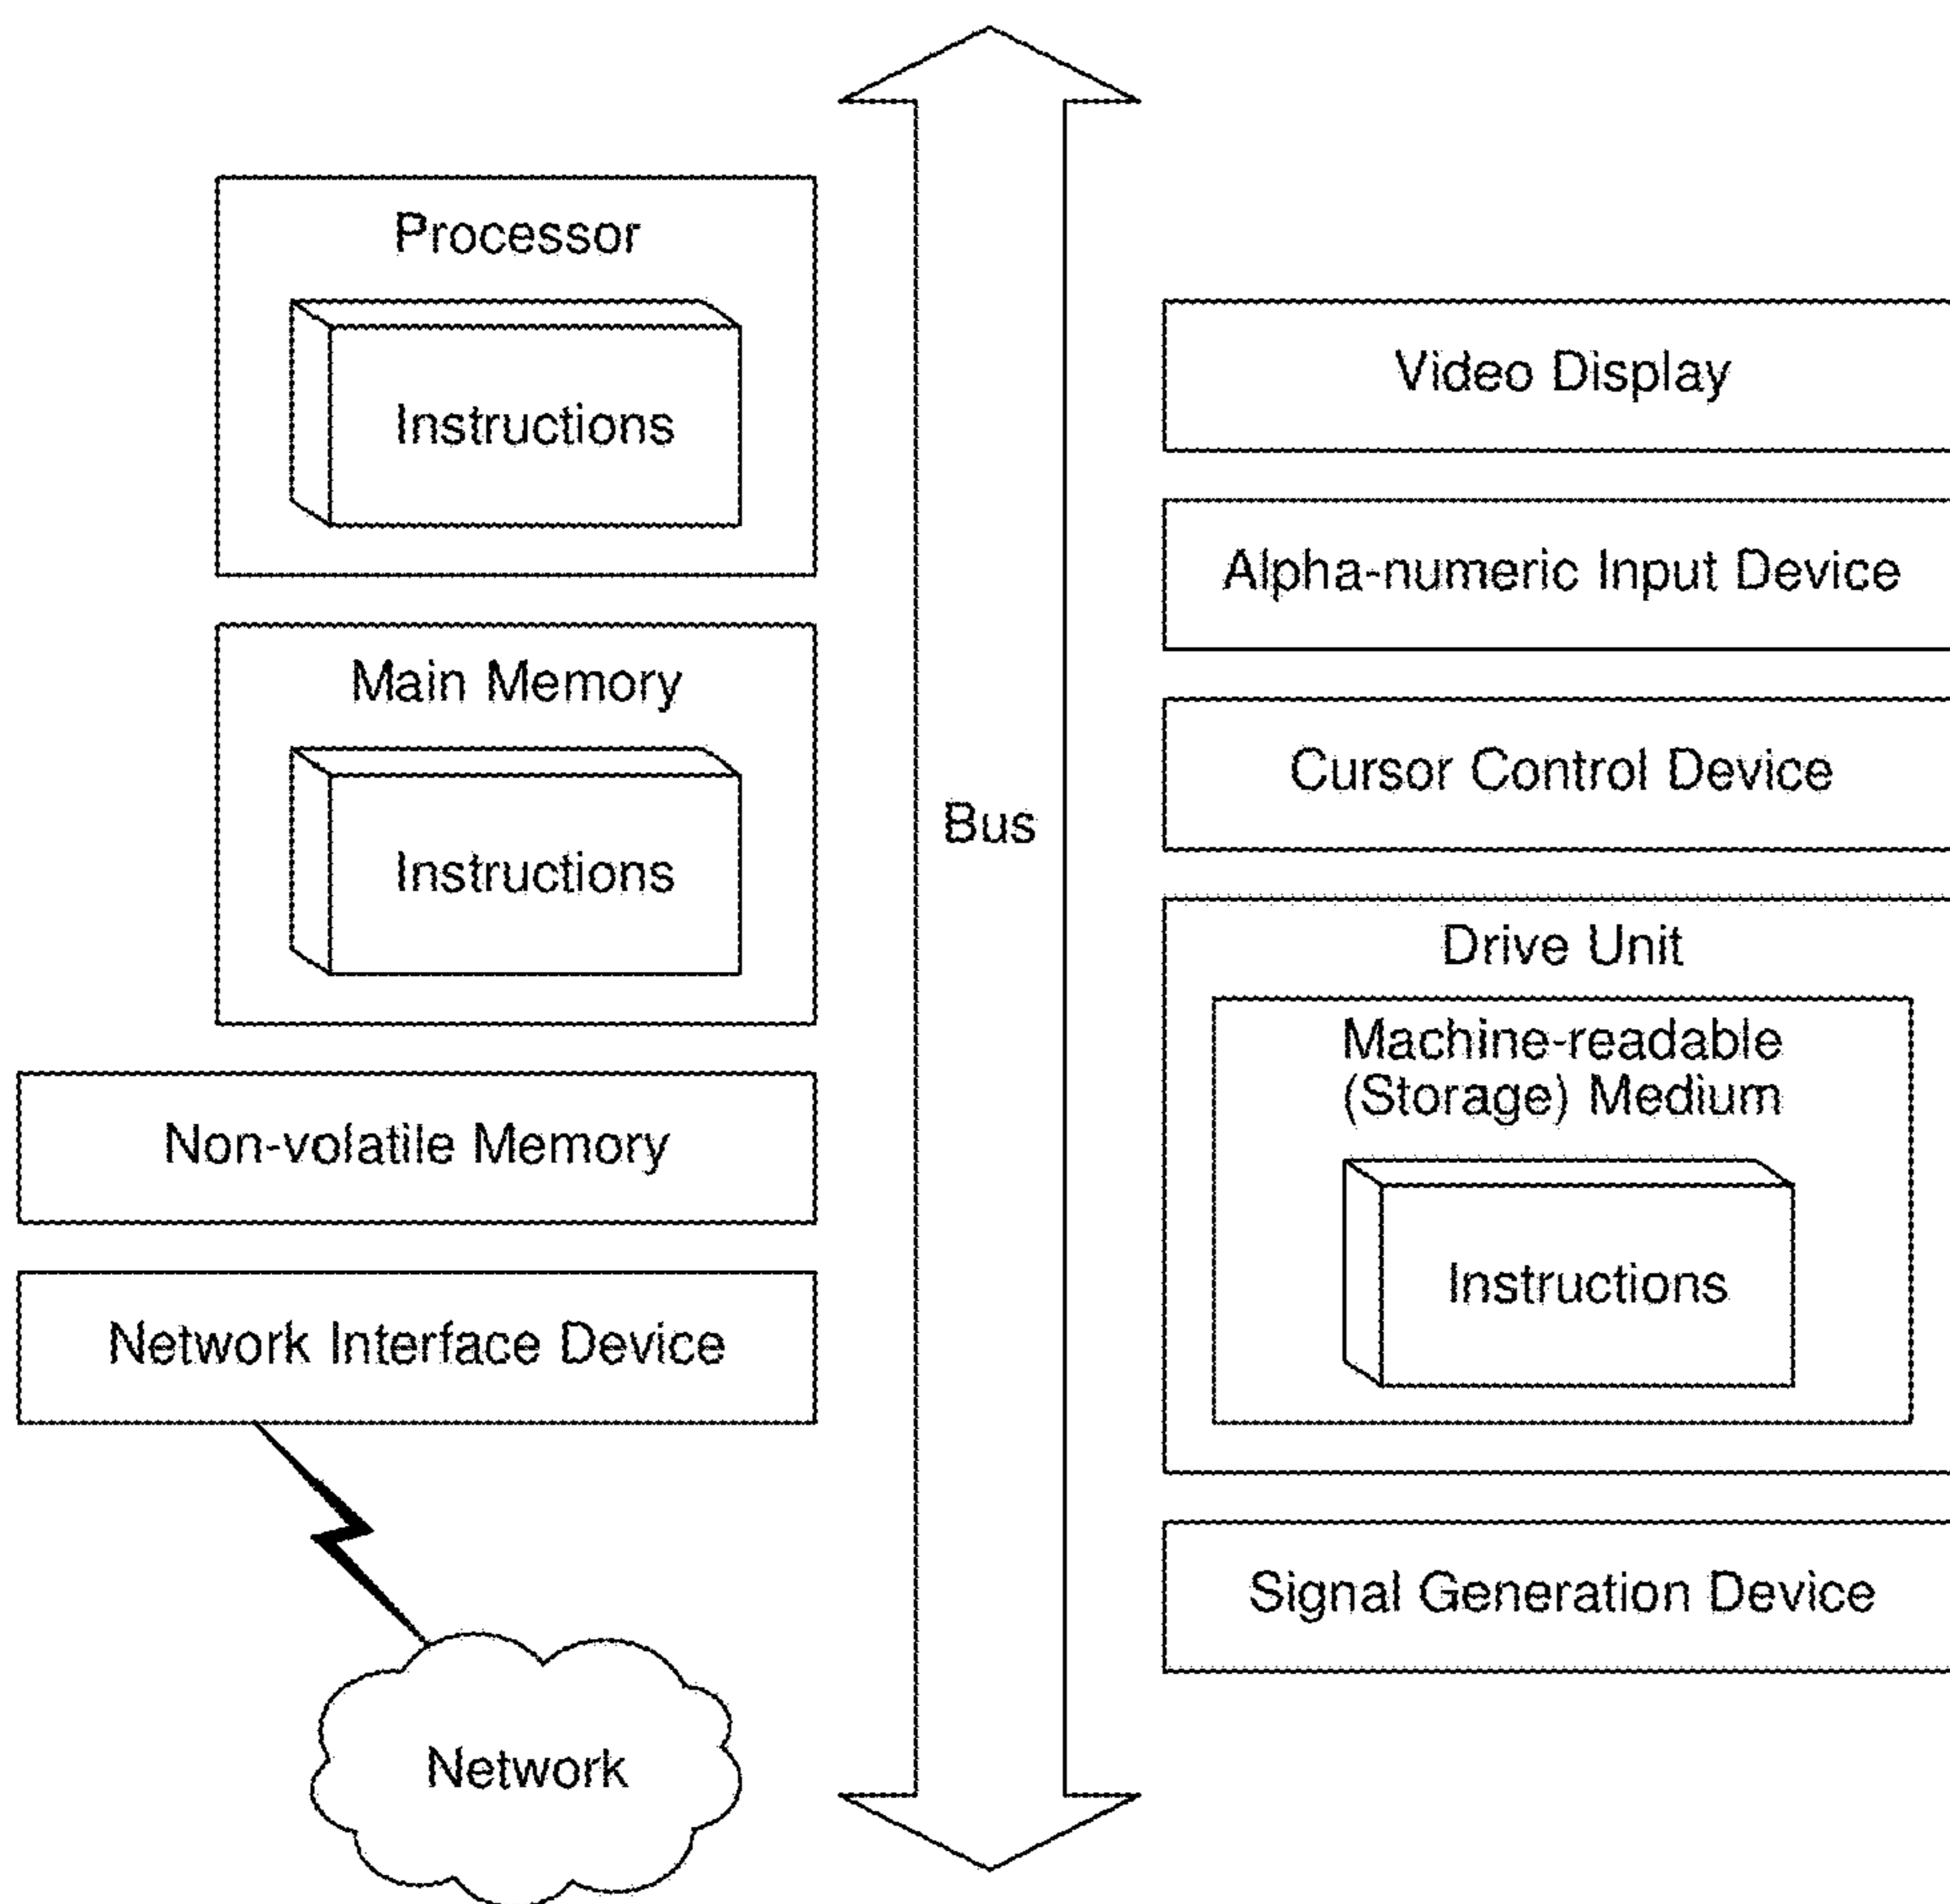 Processor
Instructions
Main Memory
Instructions
Non-volatile Memory
Network Interface Device
Network
Bus
Video Display
Alpha-numeric Input Device
Cursor Control Device
Drive Unit
Machine-readable
(Storage) Medium
Instructions
Signal Generation Device